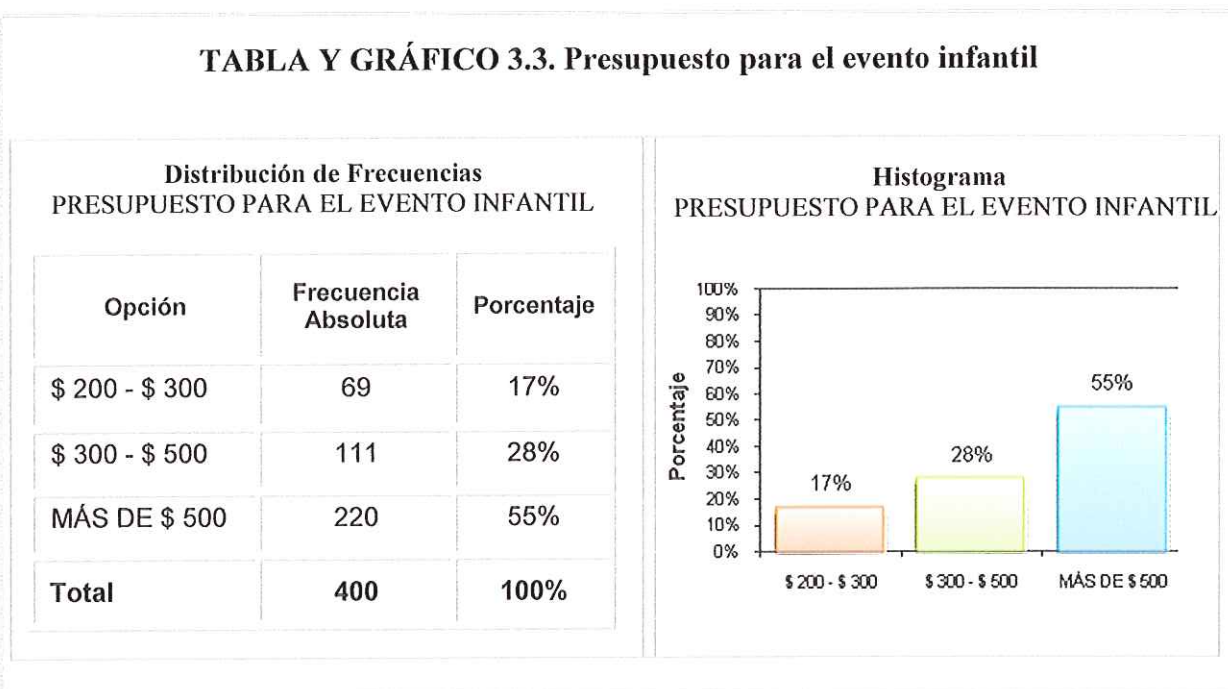 TABLA Y GRÁFICO 3.3. Presupuesto para el evento infantil
Distribución de Frecuencias
PRESUPUESTO PARA EL EVENTO INFANTIL
Opción Frecuencia Absoluta Porcentaje
$ 200 - $ 300 69 17%
$ 300 - $ 500 111 28%
MÁS DE $ 500 220 55%
Total 400 100%
Histograma
PRESUPUESTO PARA EL EVENTO INFANTIL
Porcentaje
100%
90%
80%
70%
60%
50%
40%
30%
20%
10%
0%
17%
28%
55%
$ 200 - $ 300 $ 300 - $ 500 MÁS DE $ 500